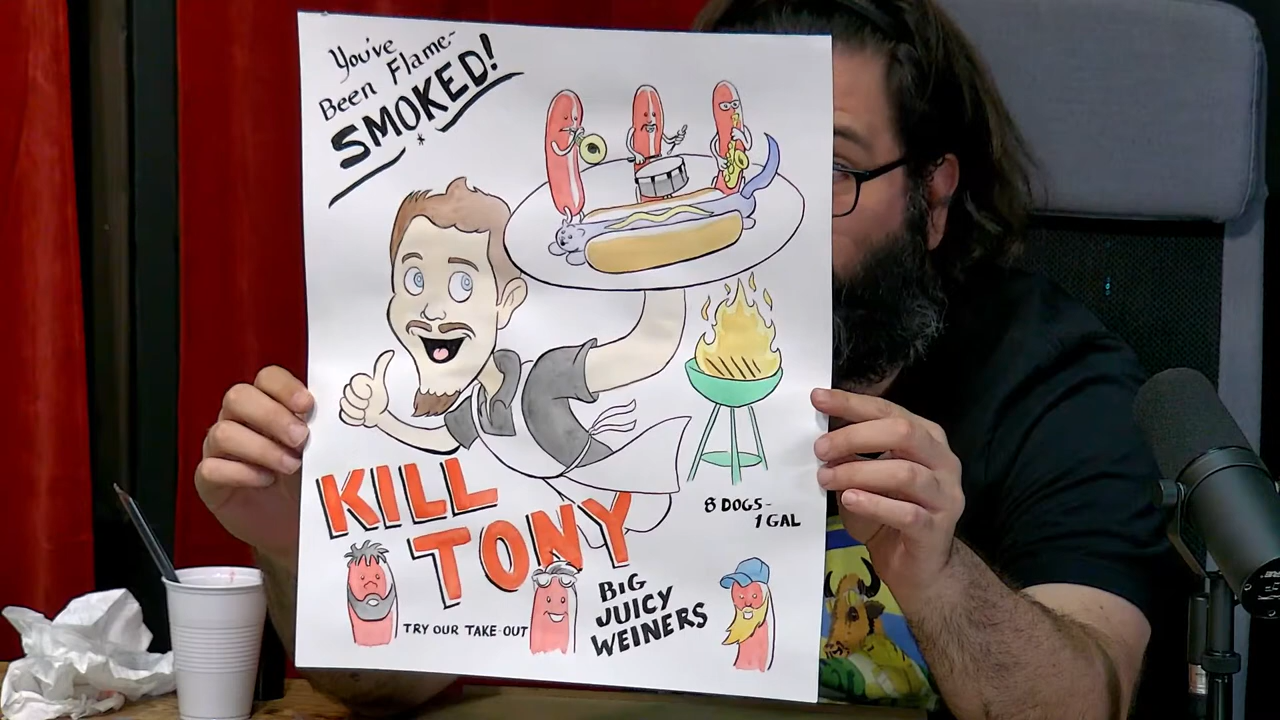 You've
Been Flame-
SMOKED!
*
KILL
TONY
8 DOGS-
1 GAL
TRY OUR TAKE-OUT
BIG
JUICY
WEINERS